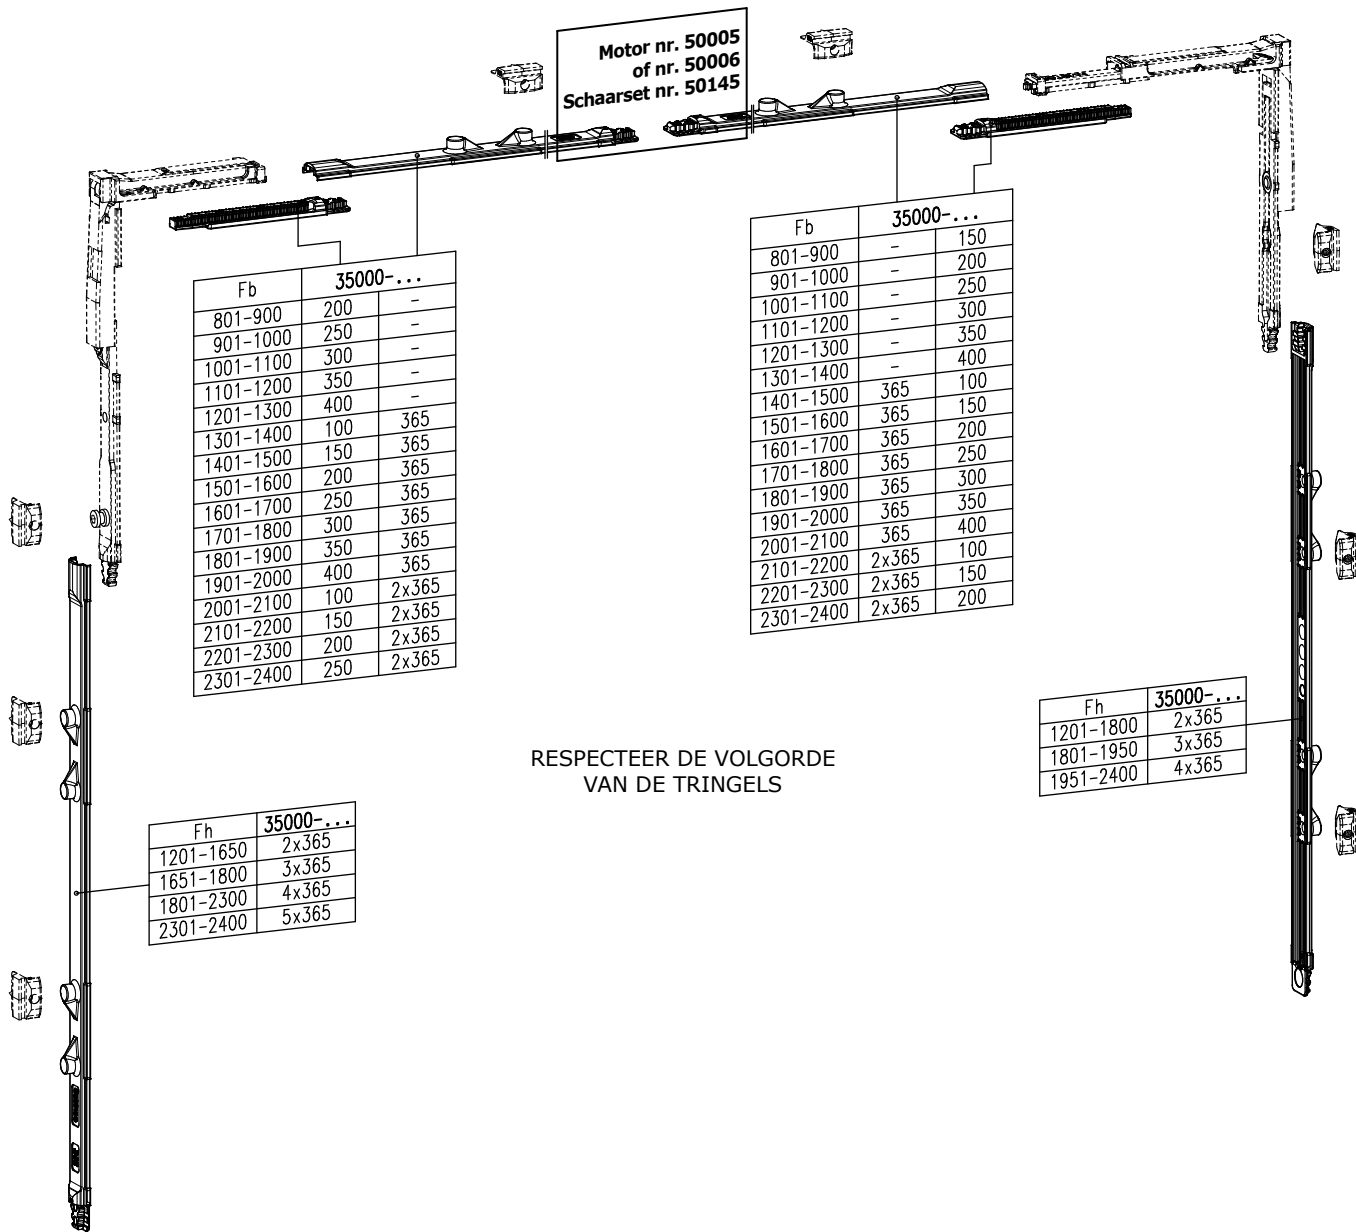 Motor nr. 50005
of nr. 50006
Schaarset nr. 50145
Fb 35000-...
801-900 200 -
901-1000 250 -
1001-1100 300 -
1101-1200 350 -
1201-1300 400 -
1301-1400 100 365
1401-1500 150 365
1501-1600 200 365
1601-1700 250 365
1701-1800 300 365
1801-1900 350 365
1901-2000 400 365
2001-2100 100 2x365
2101-2200 150 2x365
2201-2300 200 2x365
2301-2400 250 2x365
Fb 35000-...
801-900 - 150
901-1000 - 200
1001-1100 - 250
1101-1200 - 300
1201-1300 - 350
1301-1400 - 400
1401-1500 365 100
1501-1600 365 150
1601-1700 365 200
1701-1800 365 250
1801-1900 365 300
1901-2000 365 350
2001-2100 365 400
2101-2200 2x365 100
2201-2300 2x365 150
2301-2400 2x365 200
RESPECTEER DE VOLGORDE
VAN DE TRINGELS
Fh 35000-...
1201-1800 2x365
1801-1950 3x365
1951-2400 4x365
Fh 35000-...
1201-1650 2x365
1651-1800 3x365
1801-2300 4x365
2301-2400 5x365